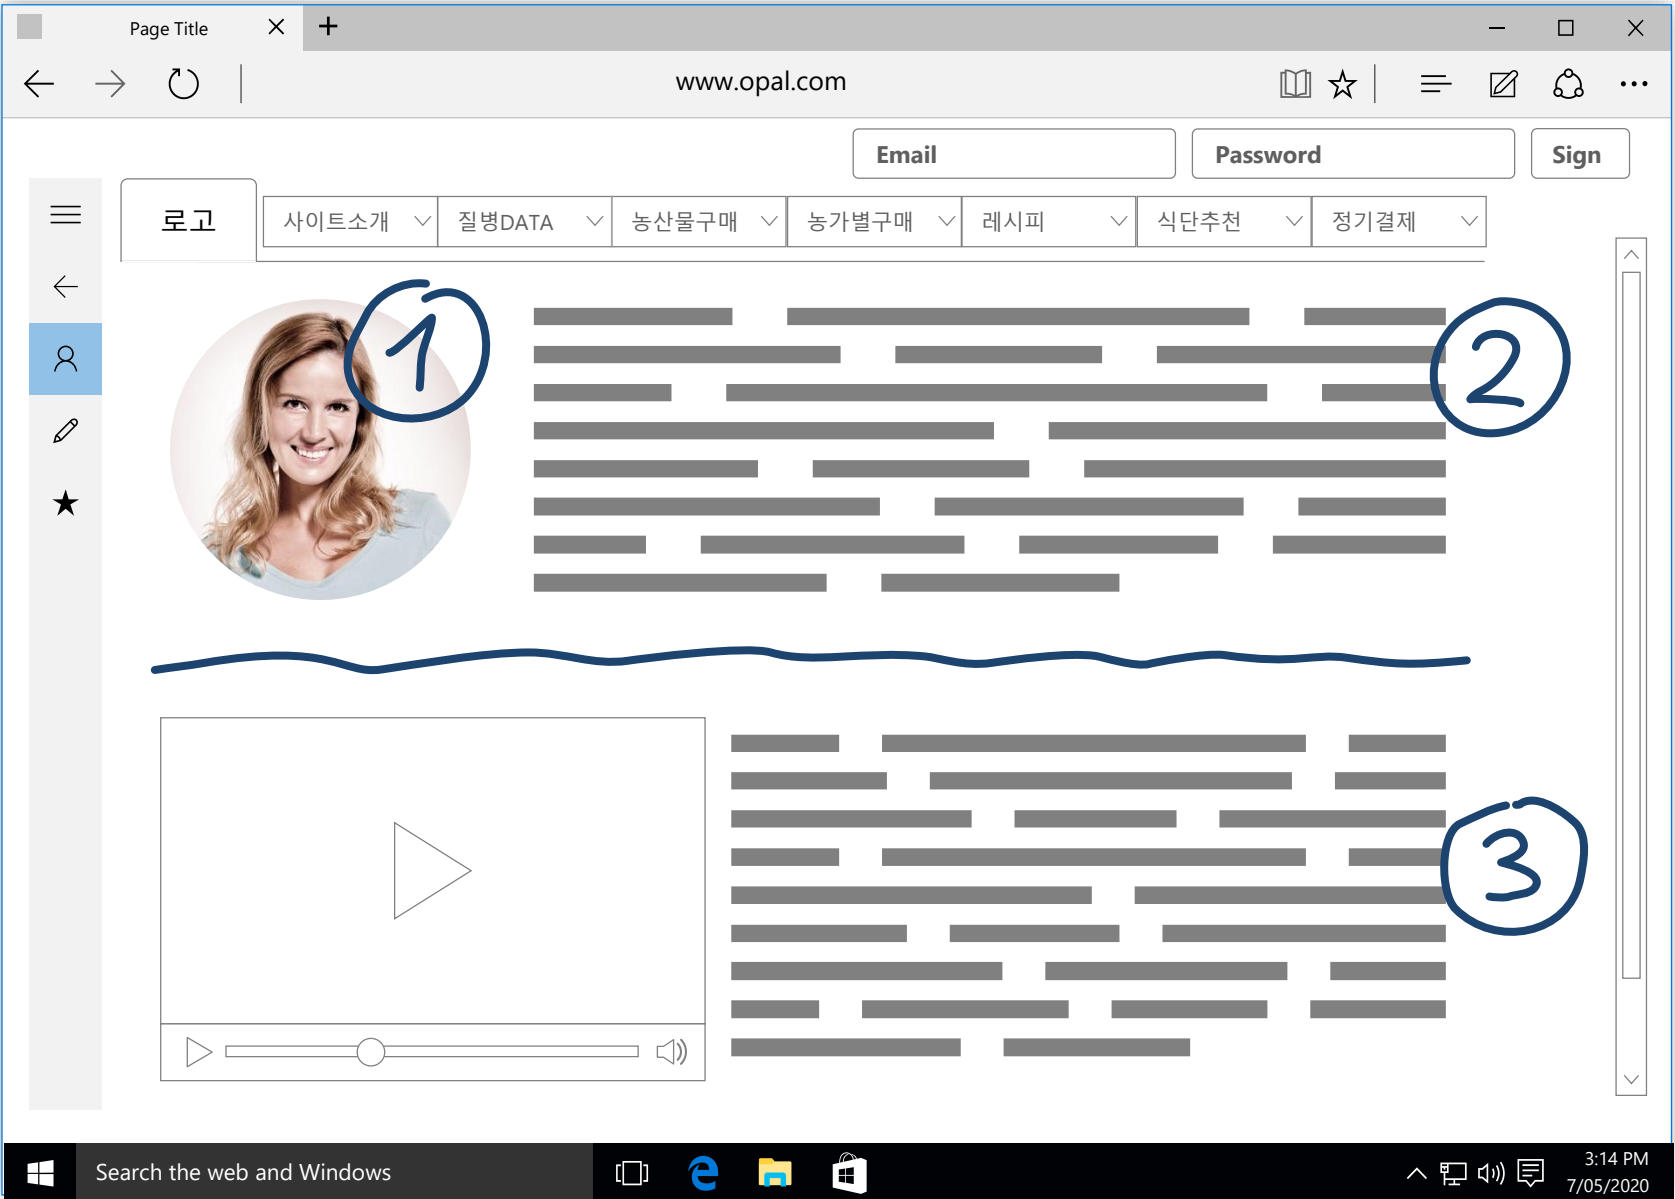 Page Title
www.opal.com
Email Password Sign
로고 사이트소개 질병DATA 농산물구매 농가별구매 레시피 식단추천 정기결제
1
2
3
Search the web and Windows
3:14 PM
7/05/2020